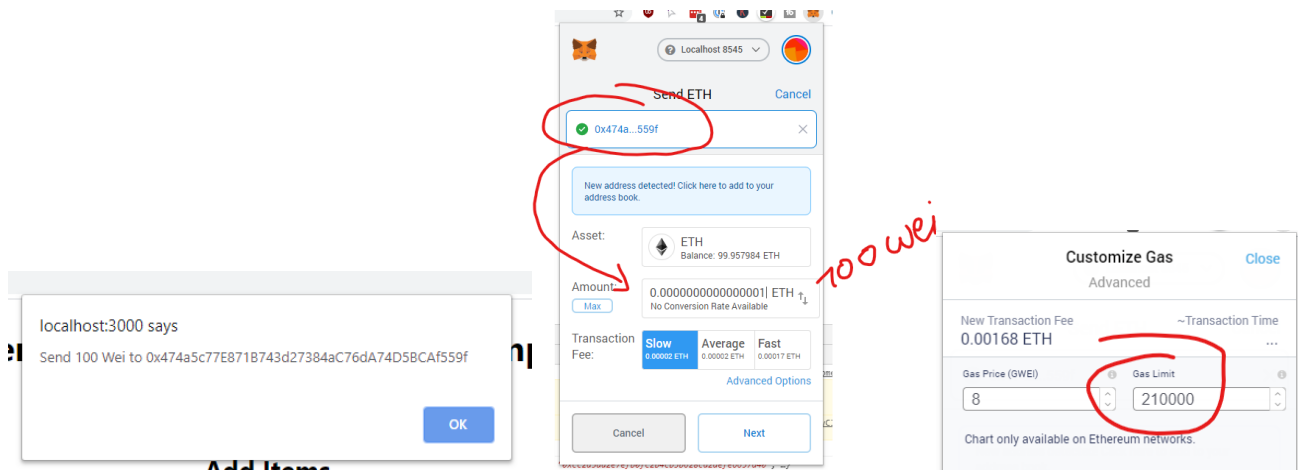 localhost:3000 says
Send 100 Wei to 0x474a5c77E871B743d27384aC76dA74D5BCAf559f
OK
Add Items
4
Localhost 8545
Send ETH
Cancel
0x474a...559f
New address detected! Click here to add to your
address book.
Asset:
ETH
Balance: 99.957984 ETH
Amount:
Max
0.0000000000000001 ETH
No Conversion Rate Available
100 wei
Transaction
Fee:
Slow
0.00002 ETH
Average
0.00002 ETH
Fast
0.00017 ETH
Advanced Options
Cancel
Next
Customize Gas
Close
Advanced
New Transaction Fee
~Transaction Time
0.00168 ETH
...
Gas Price (GWEI)
Gas Limit
8
210000
Chart only available on Ethereum networks.